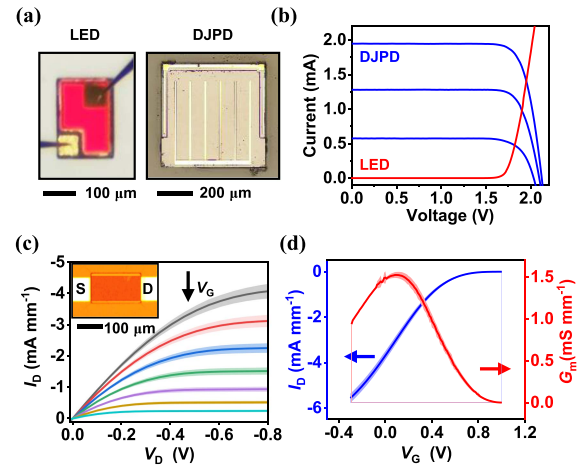 (a)
LED
DJPD
100 μm
200 μm
(b)
Current (mA)
2.0
1.5
1.0
0.5
0.0
DJPD
LED
0.0 0.5 1.0 1.5 2.0
Voltage (V)
(c)
I_D (mA mm⁻¹)
-5
-4
-3
-2
-1
0
S
D
100 μm
V_G
0.0 -0.2 -0.4 -0.6 -0.8
V_D (V)
(d)
I_D (mA mm⁻¹)
0
-2
-4
-6
1.5
1.0
0.5
0.0
G_m (mS mm⁻¹)
-0.4 0.0 0.4 0.8 1.2
V_G (V)